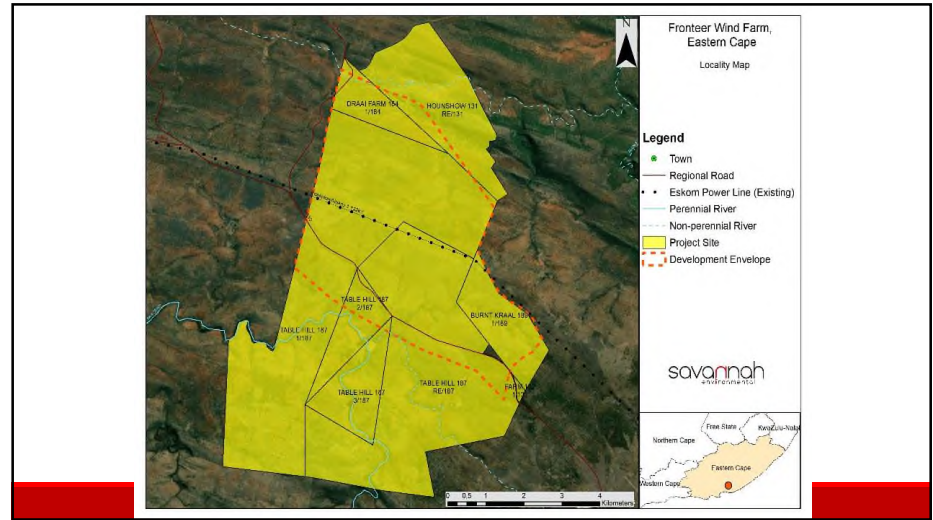 N
Fronteer Wind Farm,
Eastern Cape
Locality Map
DRAAI FARM 184
1/184
HOUNSHOW 131
RE/131
TABLE HILL 187
2/187
BURNT KRAAL 189
1/189
TABLE HILL 187
1/187
TABLE HILL 187
3/187
TABLE HILL 187
RE/187
Legend
Town
Regional Road
Eskom Power Line (Existing)
Perennial River
Non-perennial River
Project Site
Development Envelope
savannah
environmental
Free State
KwaZulu-Natal
Northern Cape
Eastern Cape
Western Cape
0 0.5 1 2 3 4
Kilometers